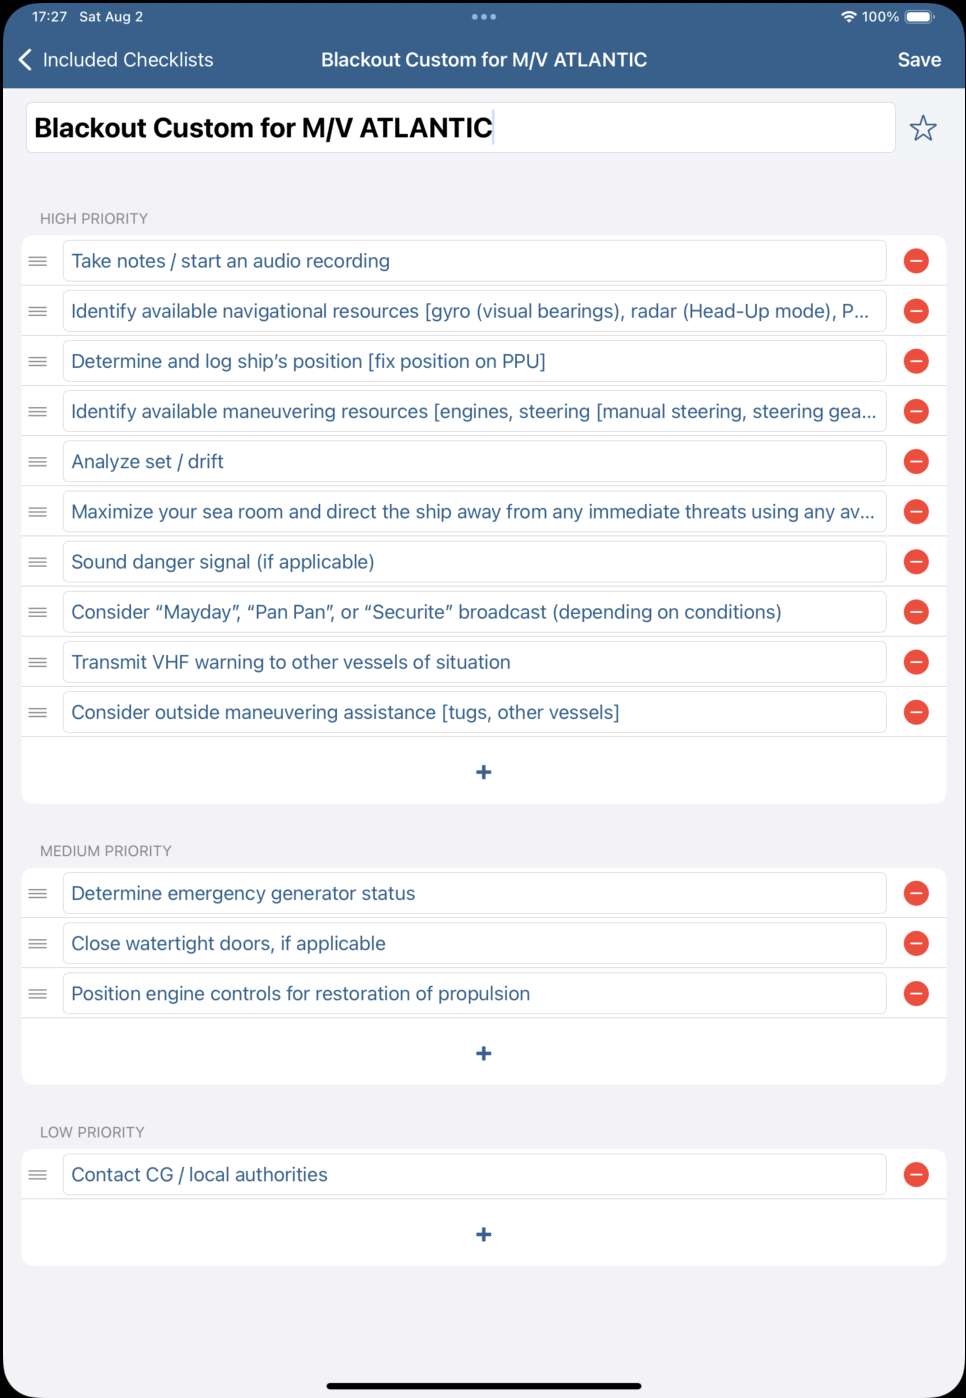 17:27 Sat Aug 2
100%
Included Checklists
Blackout Custom for M/V ATLANTIC
Save
Blackout Custom for M/V ATLANTIC
HIGH PRIORITY
Take notes / start an audio recording
Identify available navigational resources [gyro (visual bearings), radar (Head-Up mode), P...
Determine and log ship’s position [fix position on PPU]
Identify available maneuvering resources [engines, steering [manual steering, steering gea...
Analyze set / drift
Maximize your sea room and direct the ship away from any immediate threats using any av...
Sound danger signal (if applicable)
Consider “Mayday”, “Pan Pan”, or “Securite” broadcast (depending on conditions)
Transmit VHF warning to other vessels of situation
Consider outside maneuvering assistance [tugs, other vessels]
+
MEDIUM PRIORITY
Determine emergency generator status
Close watertight doors, if applicable
Position engine controls for restoration of propulsion
+
LOW PRIORITY
Contact CG / local authorities
+